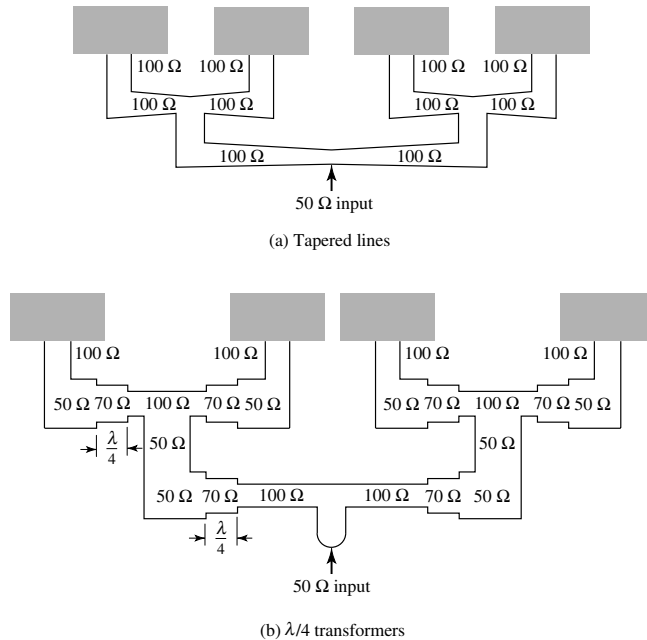 100 Ω 100 Ω 100 Ω 100 Ω
100 Ω 100 Ω 100 Ω 100 Ω
100 Ω 100 Ω
50 Ω input
(a) Tapered lines
100 Ω 100 Ω 100 Ω 100 Ω
50 Ω 70 Ω 100 Ω 70 Ω 50 Ω 50 Ω 70 Ω 100 Ω 70 Ω 50 Ω
λ/4 50 Ω 50 Ω
50 Ω 70 Ω 100 Ω 100 Ω 70 Ω 50 Ω
λ/4
50 Ω input
(b) λ/4 transformers